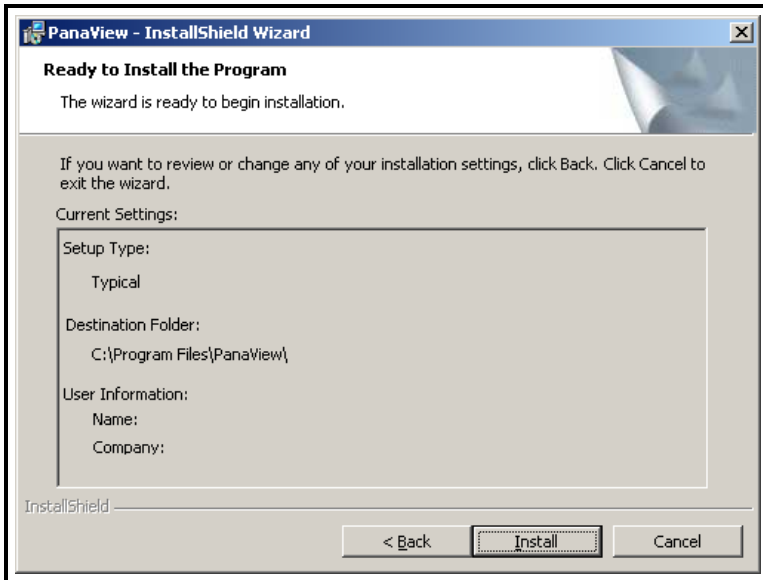 PanaView - InstallShield Wizard
Ready to Install the Program
The wizard is ready to begin installation.
If you want to review or change any of your installation settings, click Back. Click Cancel to
exit the wizard.
Current Settings:
Setup Type:
Typical
Destination Folder:
C:\Program Files\PanaView\
User Information:
Name:
Company:
InstallShield
< Back
Install
Cancel